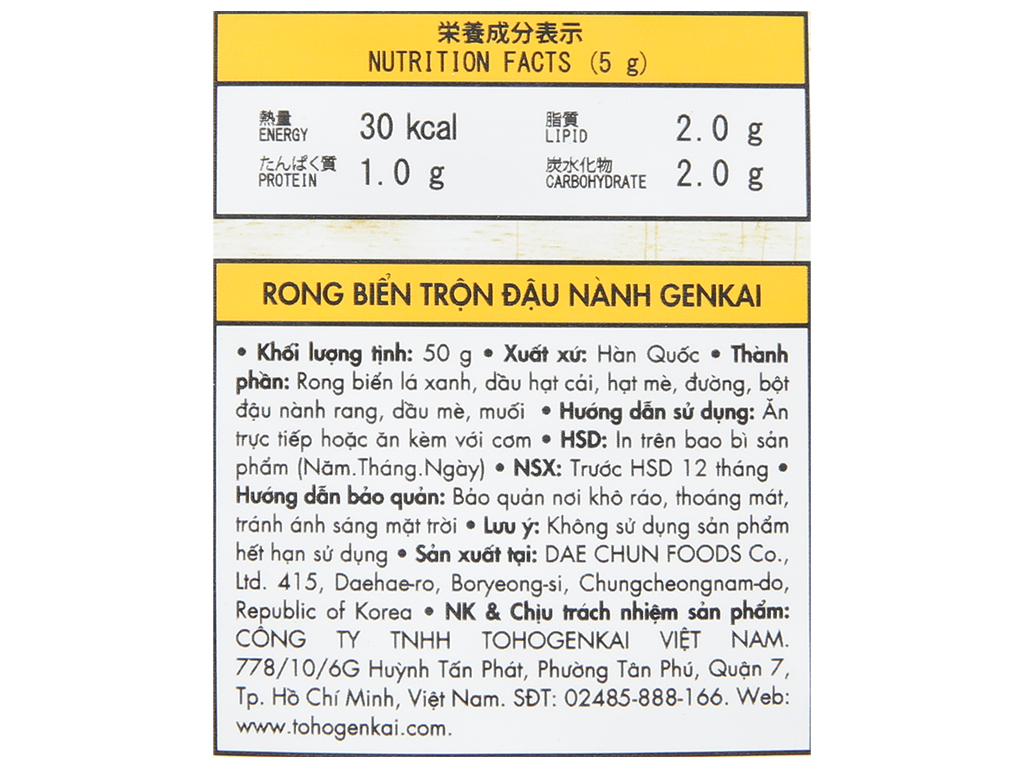 栄養成分表示
NUTRITION FACTS (5 g)
熱量
ENERGY 30 kcal
脂質
LIPID 2.0 g
たんぱく質
PROTEIN 1.0 g
炭水化物
CARBOHYDRATE 2.0 g
RONG BIỂN TRỘN ĐẬU NÀNH GENKAI
• Khối lượng tịnh: 50 g • Xuất xứ: Hàn Quốc • Thành
phần: Rong biển lá xanh, dầu hạt cải, hạt mè, đường, bột
đậu nành rang, dầu mè, muối • Hướng dẫn sử dụng: Ăn
trực tiếp hoặc ăn kèm với cơm • HSD: In trên bao bì sản
phẩm (Năm.Tháng.Ngày) • NSX: Trước HSD 12 tháng •
Hướng dẫn bảo quản: Bảo quản nơi khô ráo, thoáng mát,
tránh ánh sáng mặt trời • Lưu ý: Không sử dụng sản phẩm
hết hạn sử dụng • Sản xuất tại: DAE CHUN FOODS Co.,
Ltd. 415, Daehae-ro, Boryeong-si, Chungcheongnam-do,
Republic of Korea • NK & Chịu trách nhiệm sản phẩm:
CÔNG TY TNHH TOHOGENKAI VIỆT NAM.
778/10/6G Huỳnh Tấn Phát, Phường Tân Phú, Quận 7,
Tp. Hồ Chí Minh, Việt Nam. SĐT: 02485-888-166. Web:
www.tohogenkai.com.